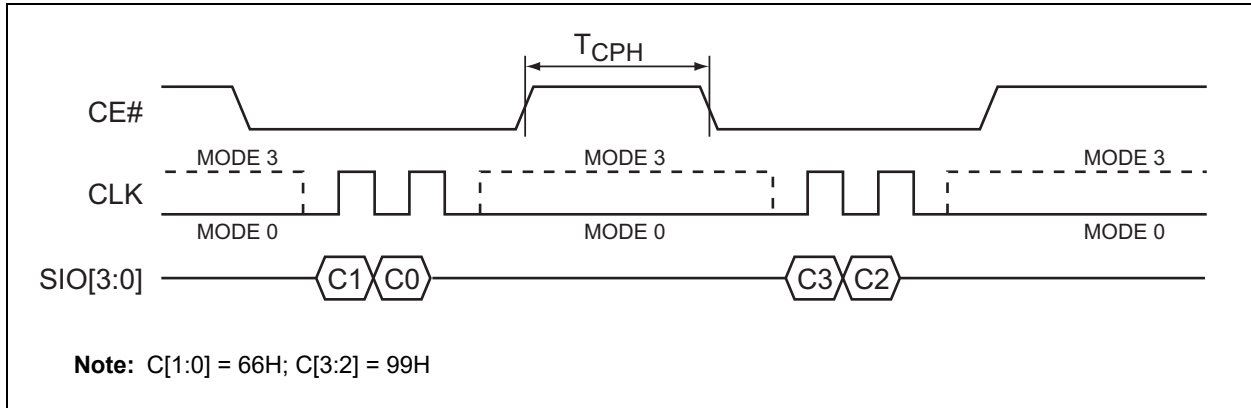 TCPH
CE#
MODE 3 MODE 3 MODE 3
CLK
MODE 0 MODE 0 MODE 0
SIO[3:0] C1 C0 C3 C2
Note: C[1:0] = 66H; C[3:2] = 99H